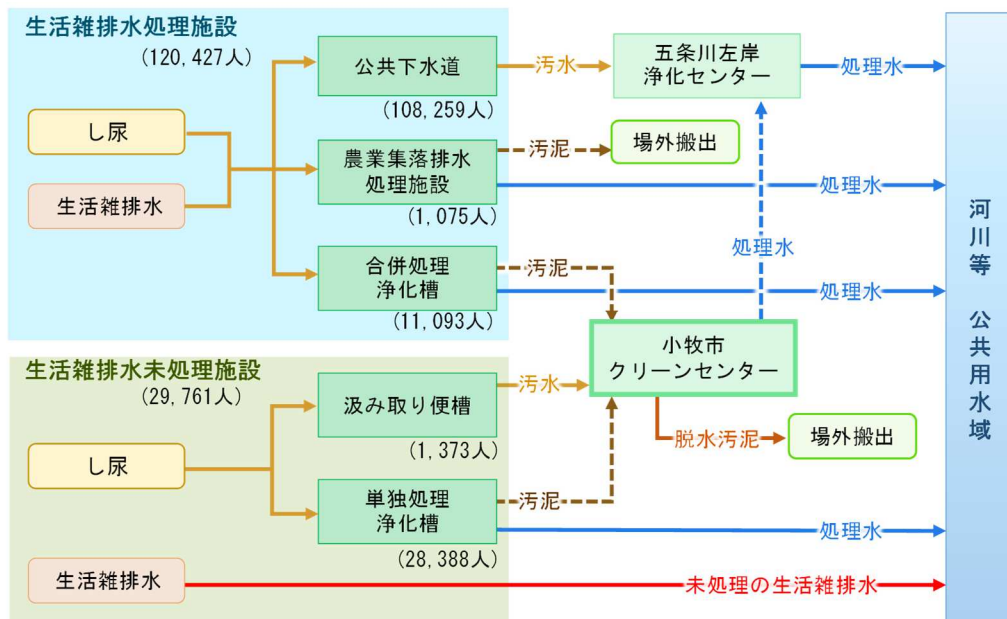 生活雑排水処理施設
(120,427人)
し尿
生活雑排水
公共下水道
(108,259人)
農業集落排水
処理施設
(1,075人)
合併処理
浄化槽
(11,093人)
汚水
五条川左岸
浄化センター
処理水
汚泥
場外搬出
処理水
処理水
汚泥
処理水
小牧市
クリーンセンター
脱水汚泥
場外搬出
生活雑排水未処理施設
(29,761人)
し尿
生活雑排水
汲み取り便槽
(1,373人)
単独処理
浄化槽
(28,388人)
汚水
汚泥
処理水
未処理の生活雑排水
河川等 公共用水域